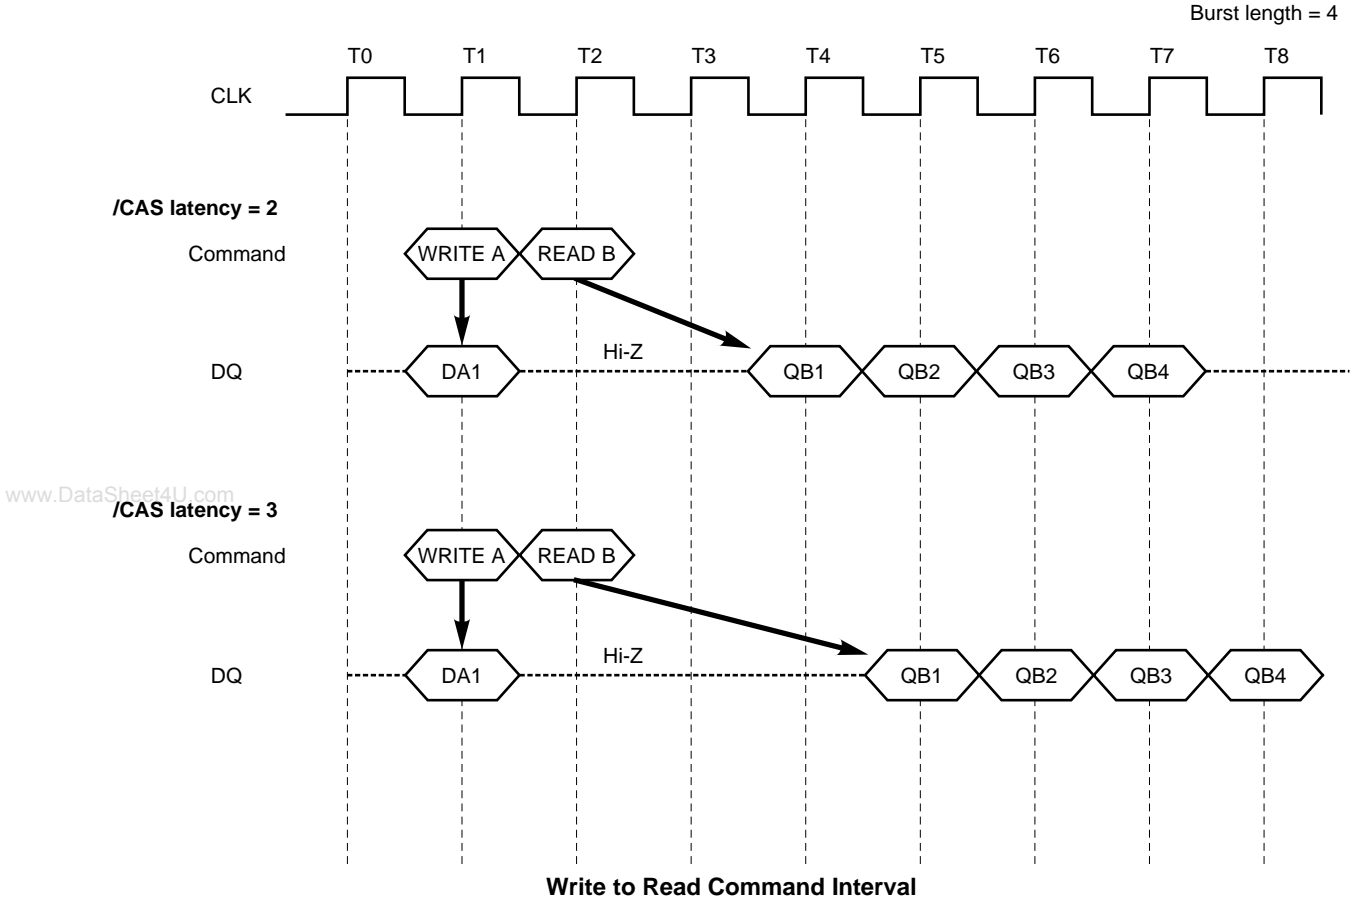 Burst length = 4
T0 T1 T2 T3 T4 T5 T6 T7 T8
CLK
/CAS latency = 2
Command WRITE A READ B
Hi-Z
DQ DA1 QB1 QB2 QB3 QB4
www.DataSheet4U.com
/CAS latency = 3
Command WRITE A READ B
Hi-Z
DQ DA1 QB1 QB2 QB3 QB4
Write to Read Command Interval